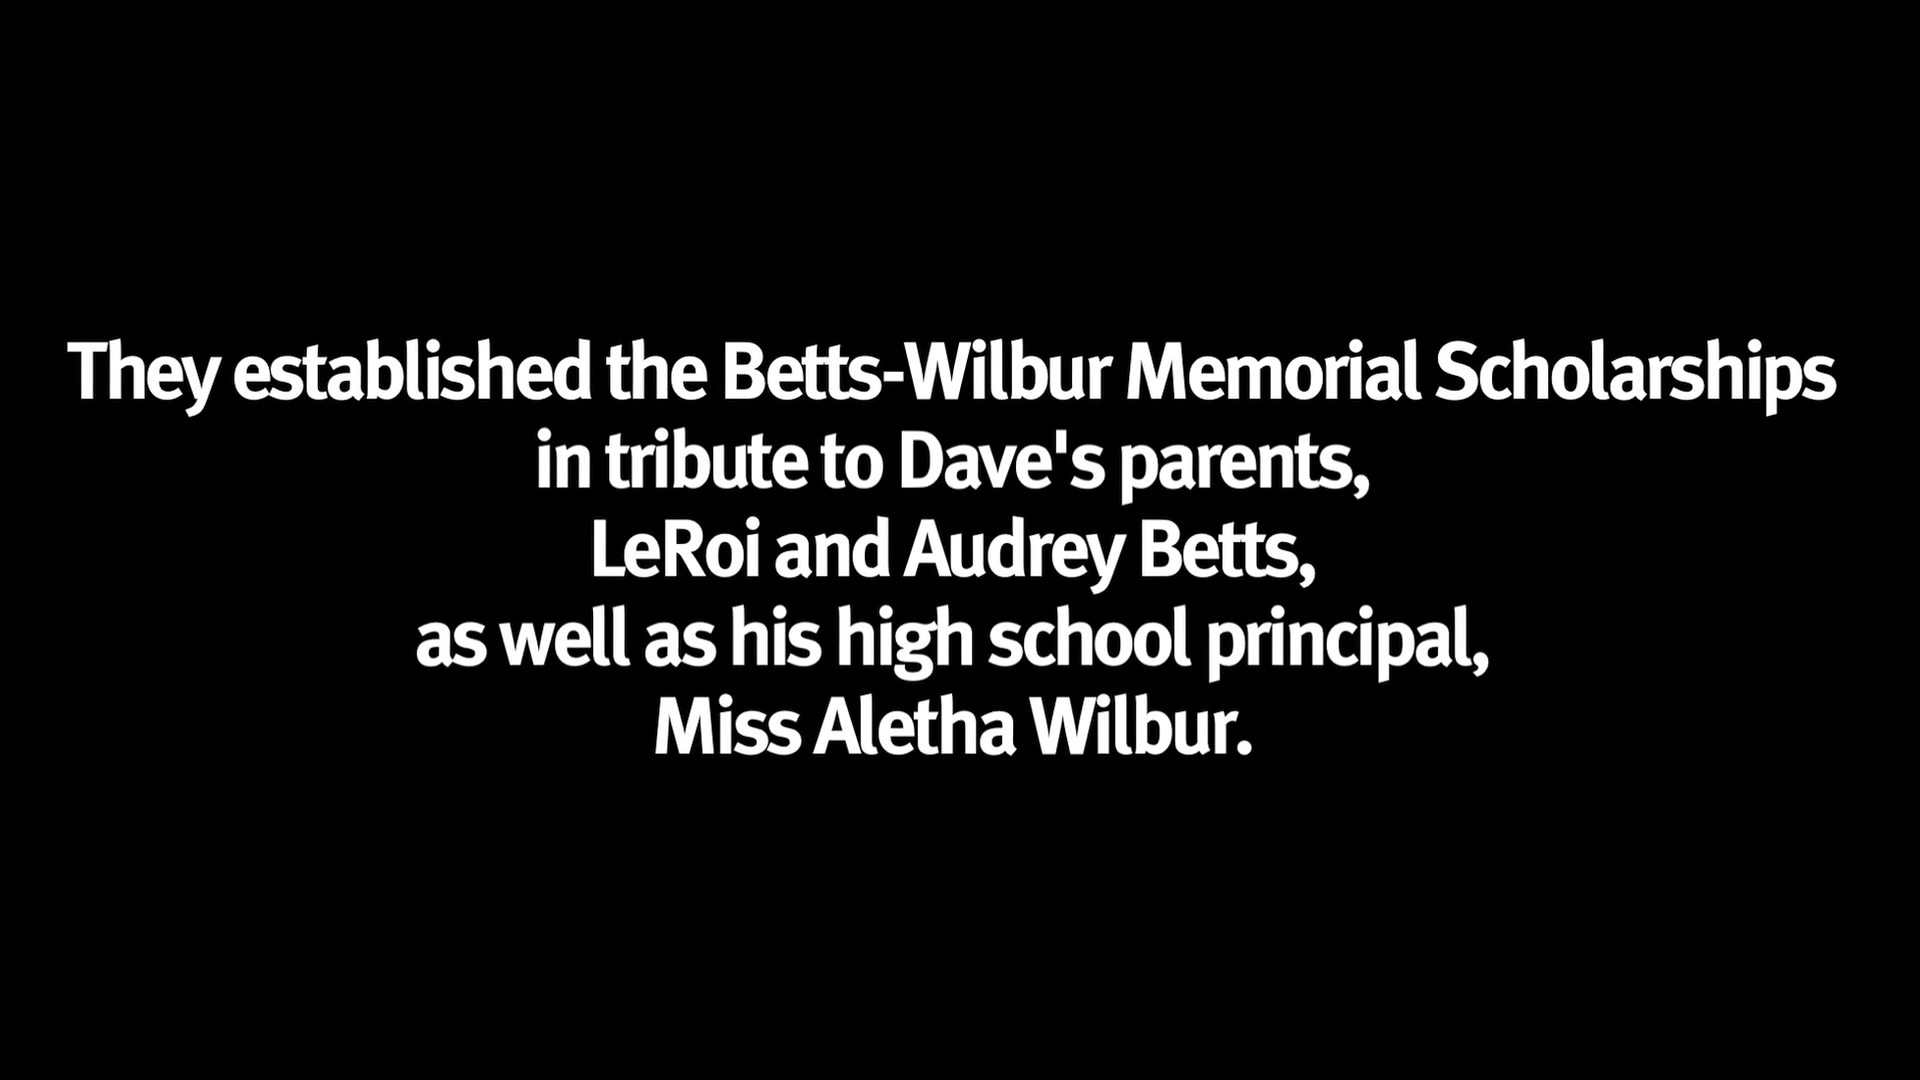 They established the Betts-Wilbur Memorial Scholarships
in tribute to Dave's parents,
LeRoi and Audrey Betts,
as well as his high school principal,
Miss Aletha Wilbur.